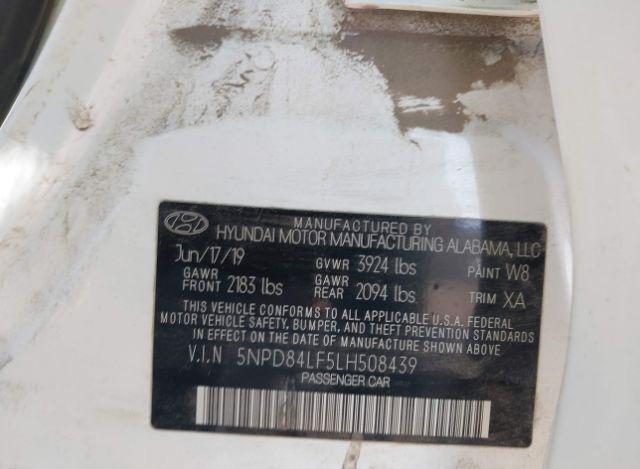 MANUFACTURED BY
HYUNDAI MOTOR MANUFACTURING ALABAMA, LLC
Jun/17/19 GVWR 3924 lbs PAINT W8
GAWR FRONT 2183 lbs GAWR REAR 2094 lbs TRIM XA
THIS VEHICLE CONFORMS TO ALL APPLICABLE U.S.A. FEDERAL
MOTOR VEHICLE SAFETY, BUMPER, AND THEFT PREVENTION STANDARDS
IN EFFECT ON THE DATE OF MANUFACTURE SHOWN ABOVE
V.I.N 5NPD84LF5LH508439
PASSENGER CAR